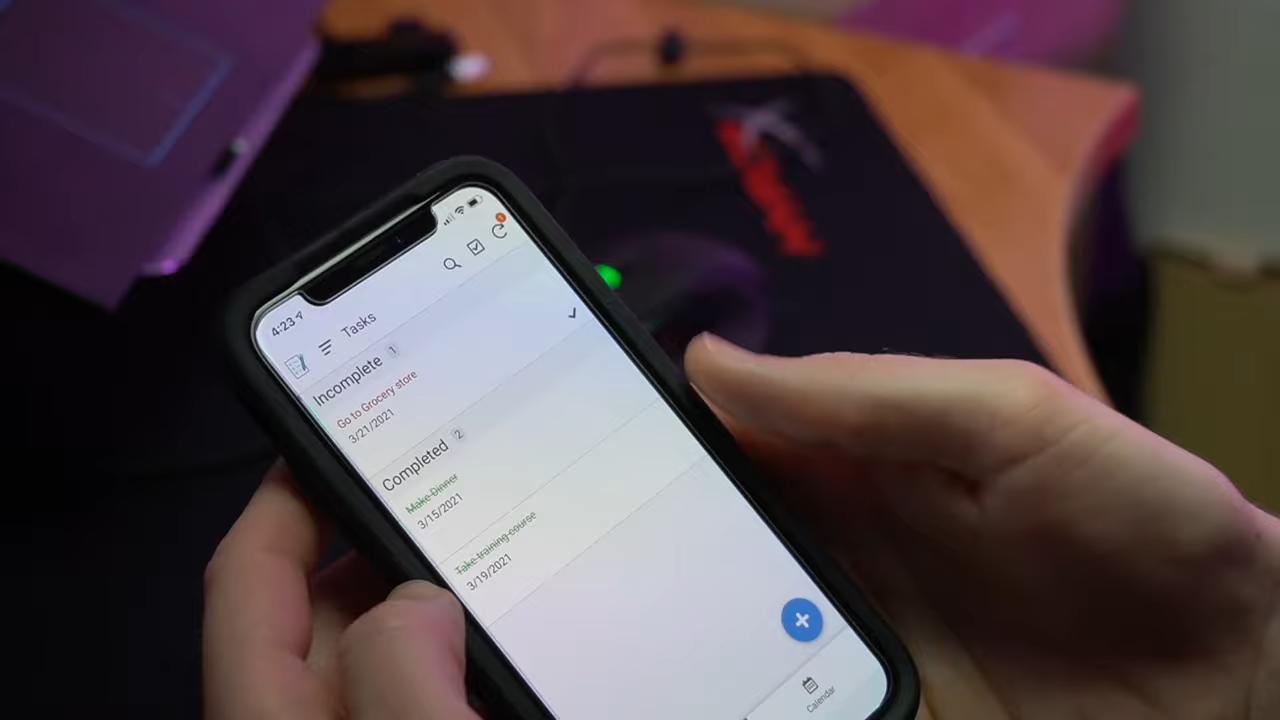 4:23
Tasks
1
Incomplete 1
Go to Grocery store
3/21/2021
Completed 2
Make Dinner
3/15/2021
Take training course
3/19/2021
Calendar